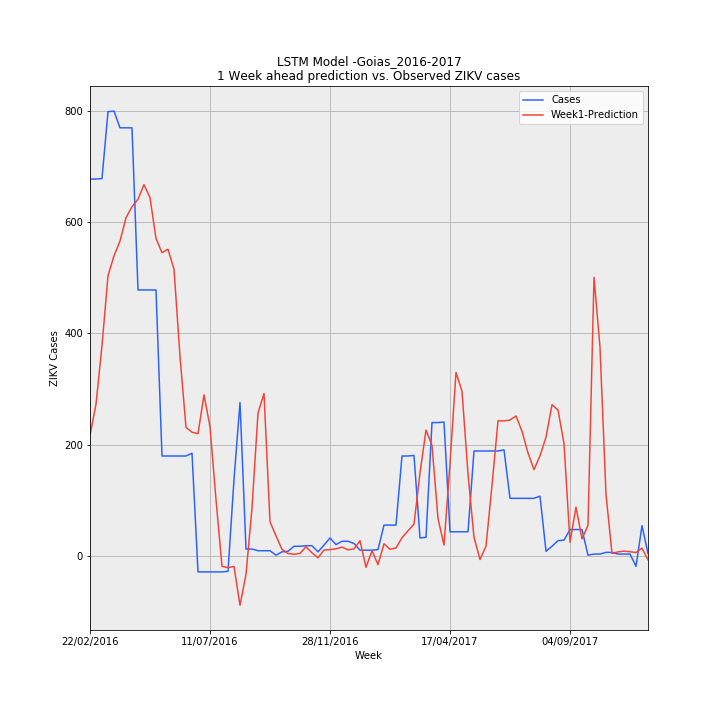 LSTM Model -Goias_2016-2017
1 Week ahead prediction vs. Observed ZIKV cases
Cases
Week1-Prediction
800
600
400
200
0
ZIKV Cases
22/02/2016 11/07/2016 28/11/2016 17/04/2017 04/09/2017
Week